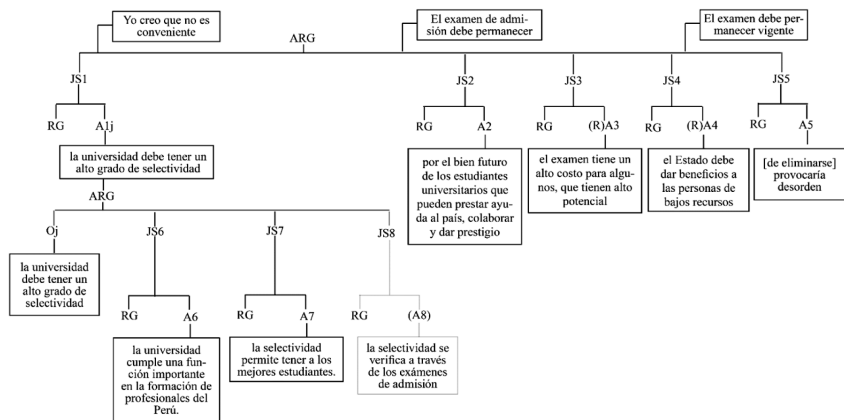 Yo creo que no es
conveniente
El examen de admi-
sión debe permanecer
El examen debe per-
manecer vigente
ARG
JS1
JS2
JS3
JS4
JS5
RG
A1j
RG
A2
RG
(R)A3
RG
(R)A4
RG
A5
la universidad debe tener un
alto grado de selectividad
por el bien futuro
de los estudiantes
universitarios que
pueden prestar ayu-
da al país, colaborar
y dar prestigio
el examen tiene un
alto costo para algu-
nos, que tienen alto
potencial
el Estado debe
dar beneficios a
las personas de
bajos recursos
[de eliminarse]
provocaría
desorden
ARG
Oj
JS6
JS7
JS8
la universidad
debe tener un
alto grado de
selectividad
RG
A6
RG
A7
RG
(A8)
la universidad
cumple una fun-
ción importante
en la formación de
profesionales del
Perú.
la selectividad
permite tener a los
mejores estudiantes.
la selectividad se
verifica a través
de los exámenes
de admisión